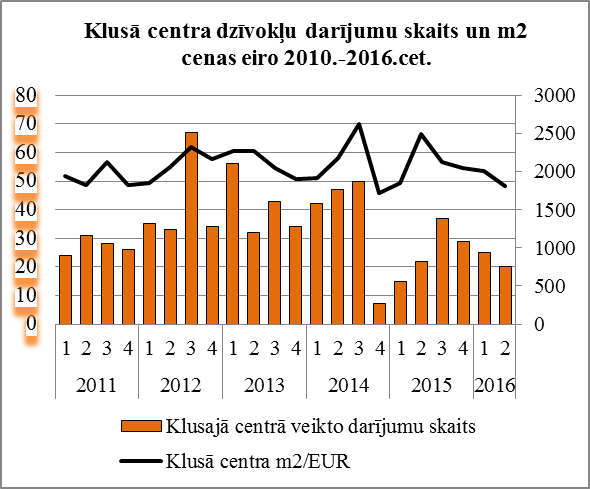 Klusā centra dzīvokļu darījumu skaits un m2
cenas eiro 2010.-2016.cet.
80
70
60
50
40
30
20
10
0
3000
2500
2000
1500
1000
500
0
1 2 3 4 1 2 3 4 1 2 3 4 1 2 3 4 1 2 3 4 1 2
2011 2012 2013 2014 2015 2016
Klusajā centrā veikto darījumu skaits
Klusā centra m2/EUR